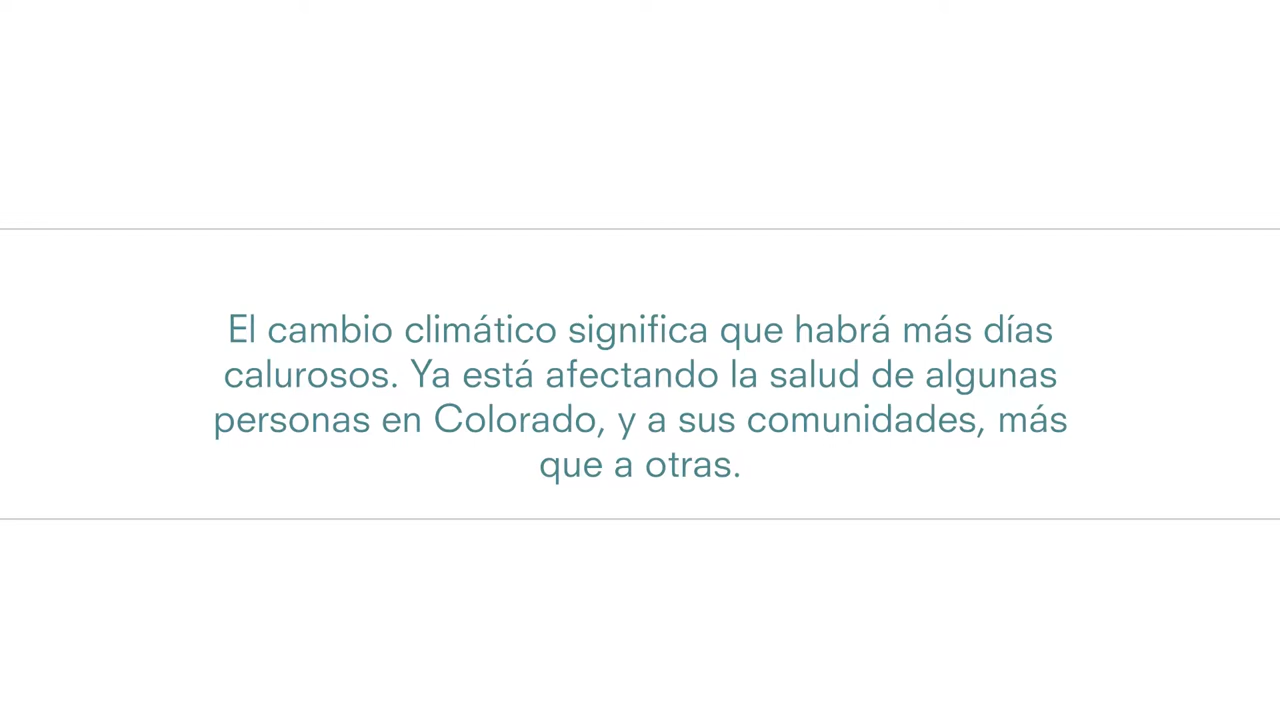 El cambio climático significa que habrá más días
calurosos. Ya está afectando la salud de algunas
personas en Colorado, y a sus comunidades, más
que a otras.